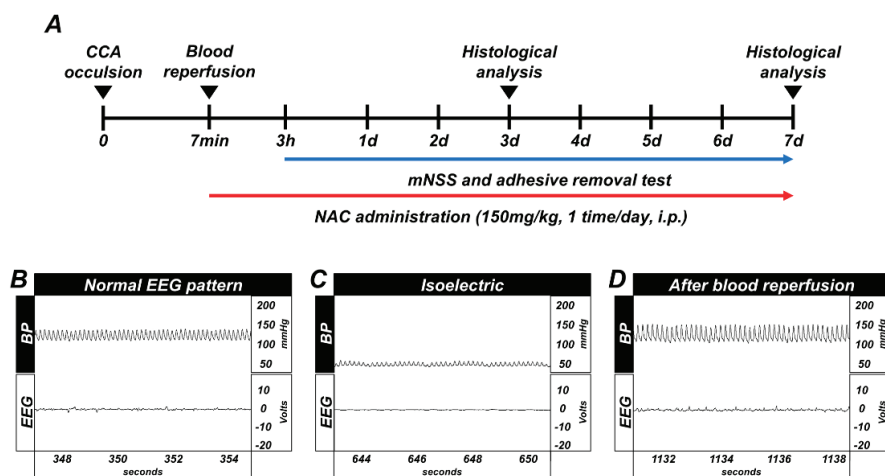 A
CCA
occulsion
Blood
reperfusion
Histological
analysis
Histological
analysis
0 7min 3h 1d 2d 3d 4d 5d 6d 7d
mNSS and adhesive removal test
NAC administration (150mg/kg, 1 time/day, i.p.)
B Normal EEG pattern
BP
200
150
100
50
mmHg
EEG
10
0
-10
-20
Volts
348 350 352 354
seconds
C Isoelectric
BP
200
150
100
50
mmHg
EEG
10
0
-10
-20
Volts
644 646 648 650
seconds
D After blood reperfusion
BP
200
150
100
50
mmHg
EEG
10
0
-10
-20
Volts
1132 1134 1136 1138
seconds